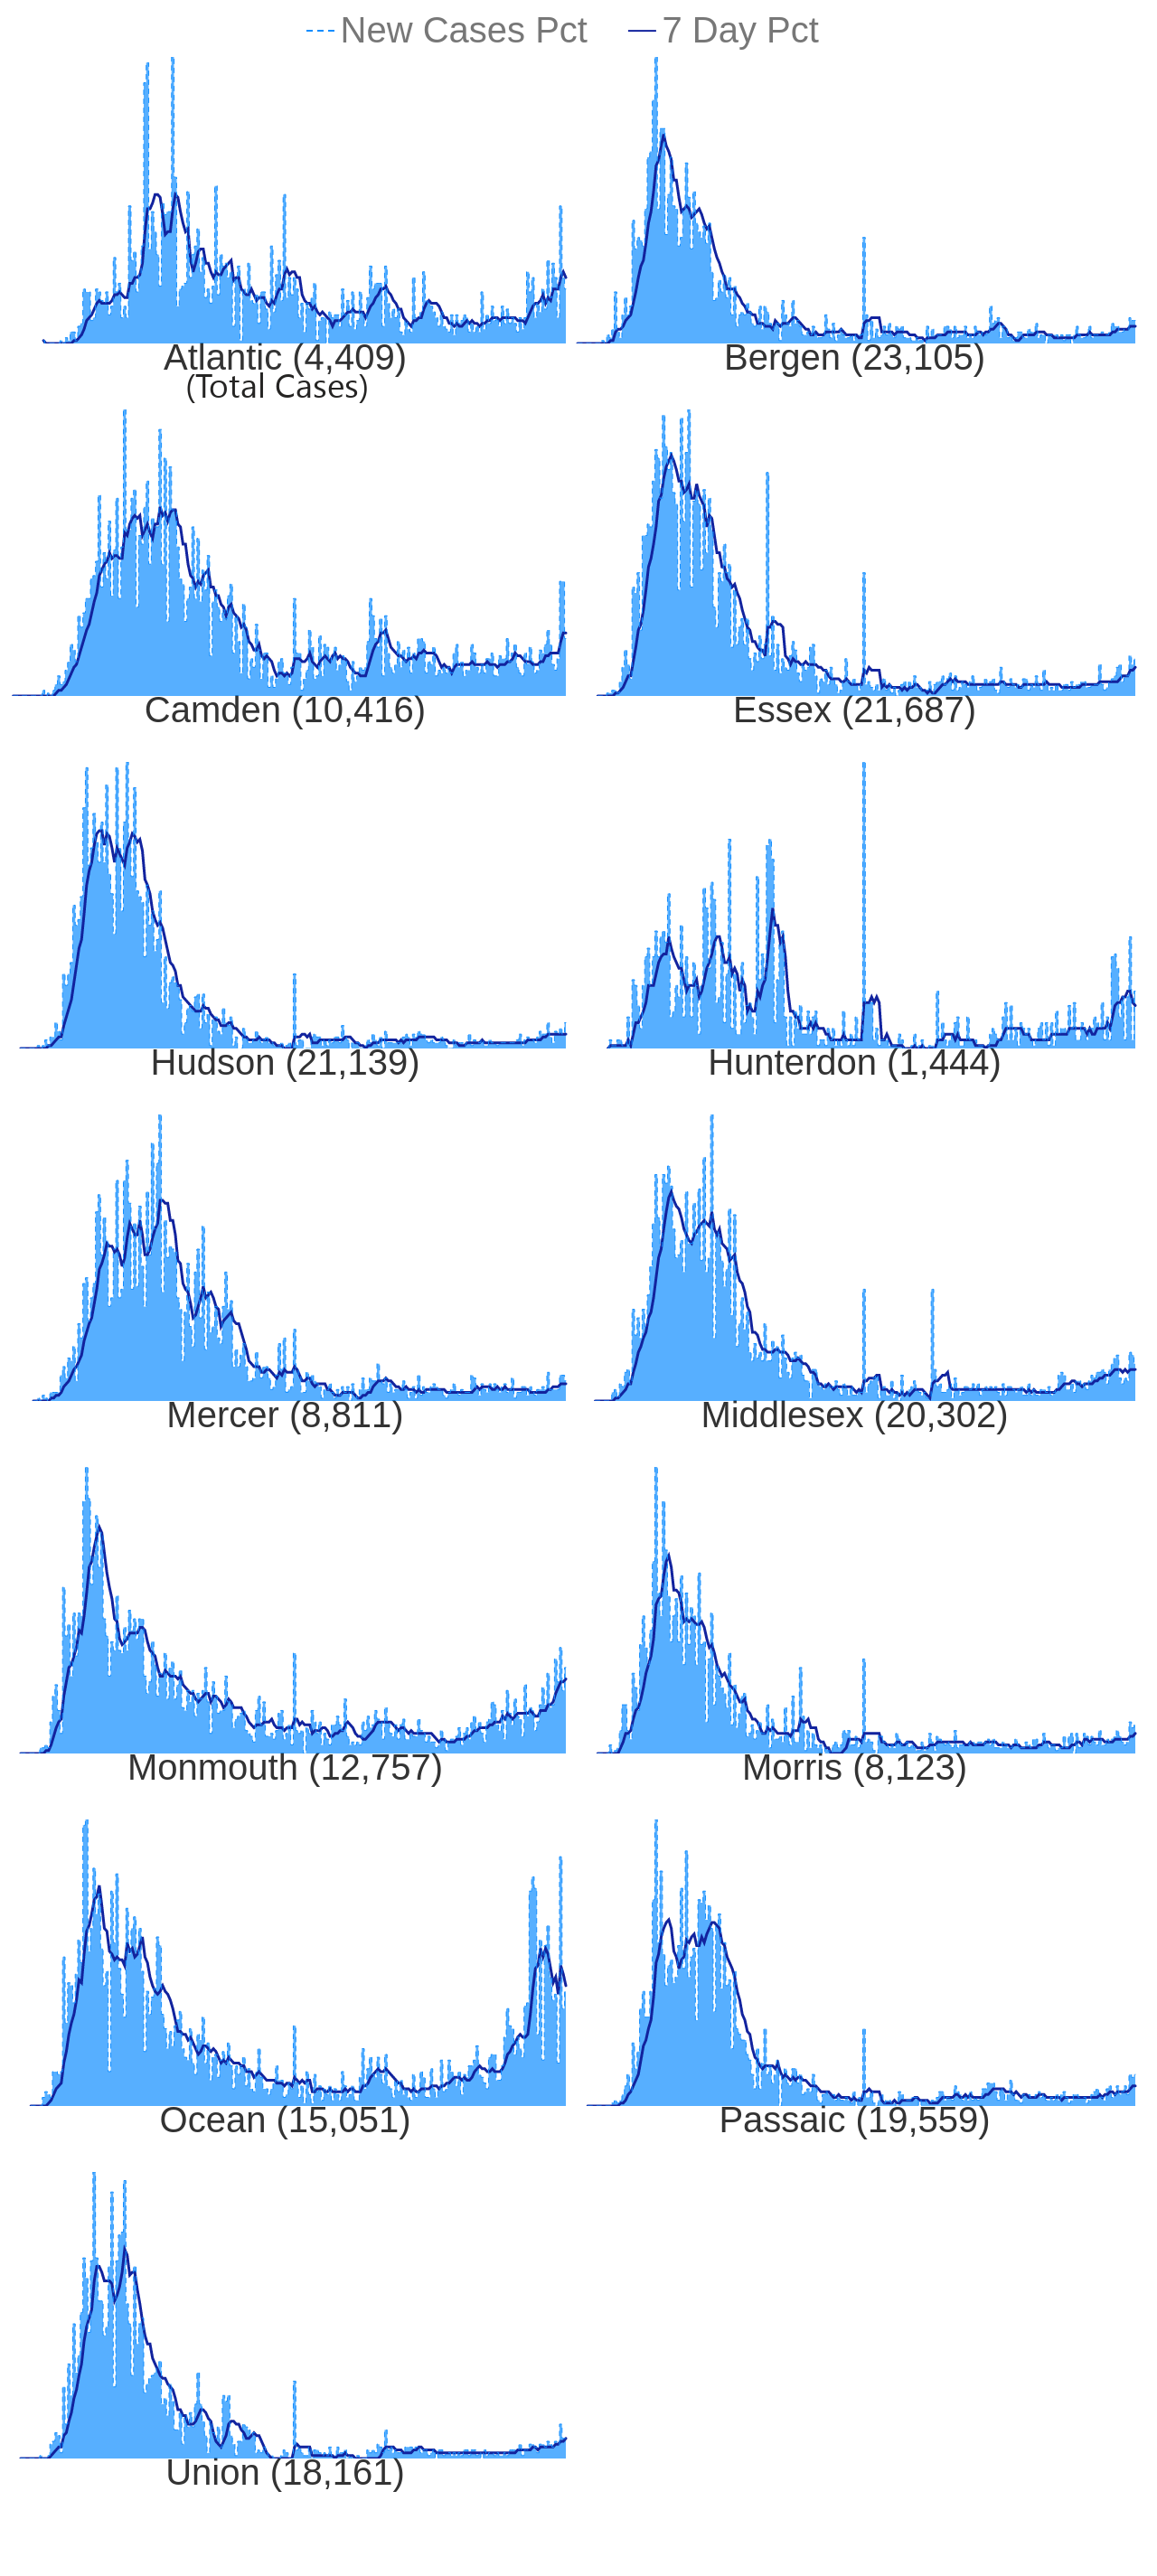 New Cases Pct 7 Day Pct
Atlantic (4,409) Bergen (23,105)
(Total Cases)
Camden (10,416) Essex (21,687)
Hudson (21,139) Hunterdon (1,444)
Mercer (8,811) Middlesex (20,302)
Monmouth (12,757) Morris (8,123)
Ocean (15,051) Passaic (19,559)
Union (18,161)